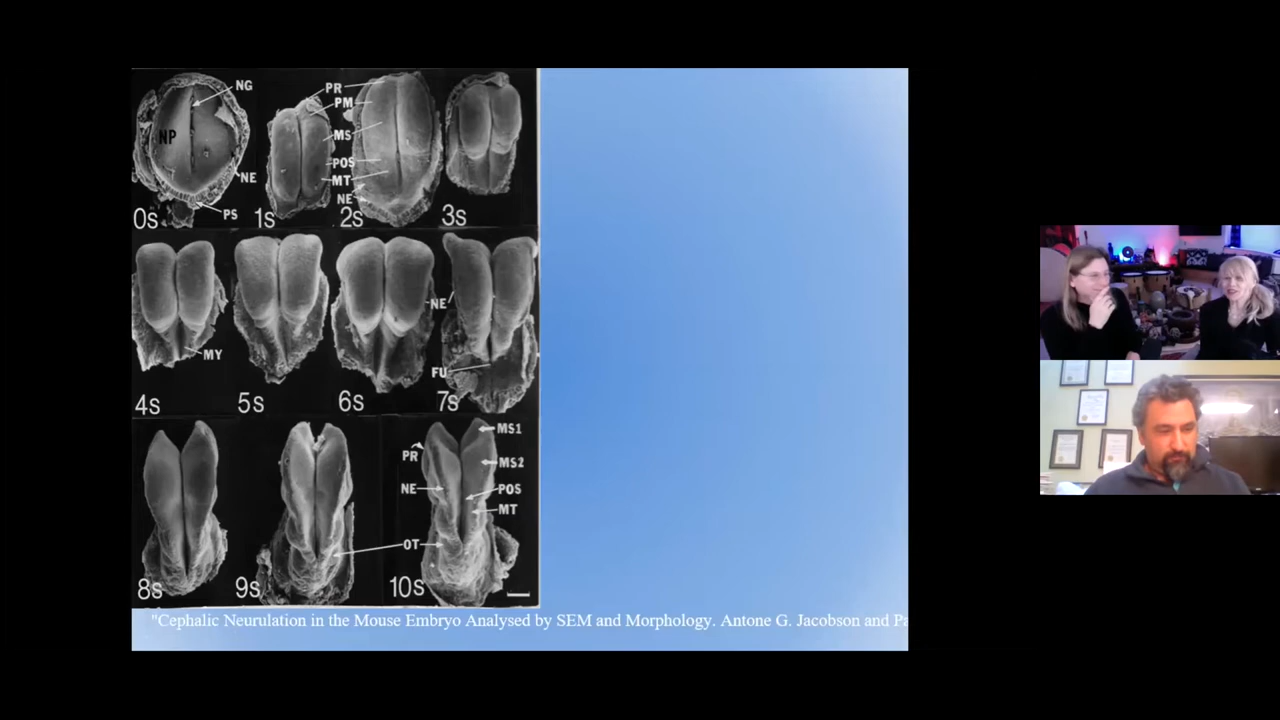 NG
NP
NE
PS
0s
1s
PR
PM
MS
POS
MT
NE
2s
3s
MY
4s
5s
6s
NE
FU
7s
8s
9s
OT
PR
NE
MS1
MS2
POS
MT
10s
"Cephalic Neurulation in the Mouse Embryo Analysed by SEM and Morphology. Antone G. Jacobson and Pa